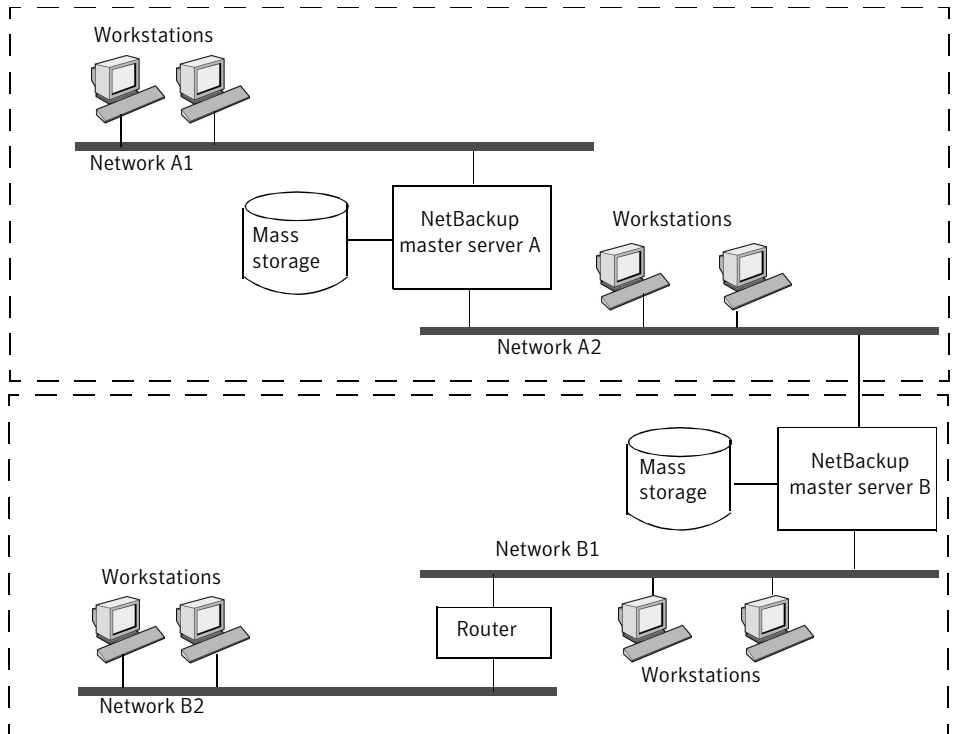 Workstations
Network A1
NetBackup
master server A
Mass
storage
Workstations
Network A2
NetBackup
master server B
Mass
storage
Network B1
Workstations
Router
Workstations
Network B2